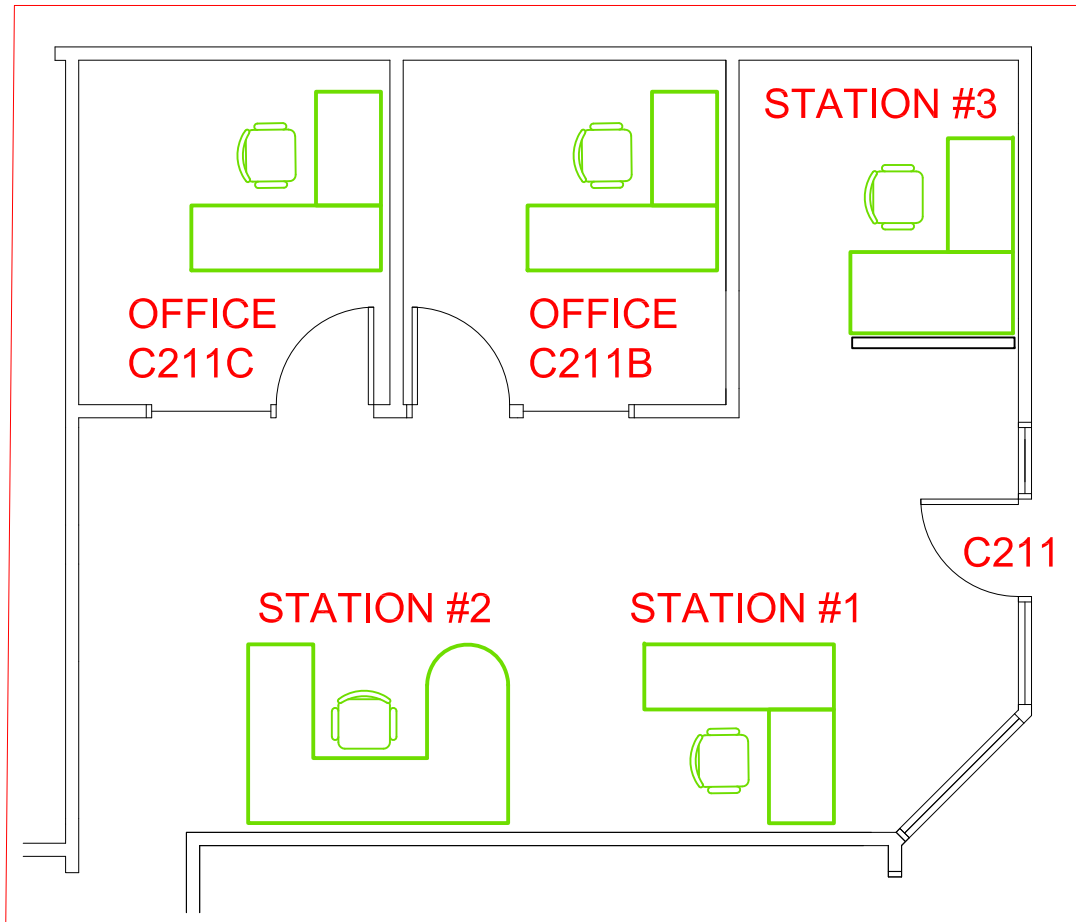 STATION #3
OFFICE
C211C
OFFICE
C211B
C211
STATION #2
STATION #1